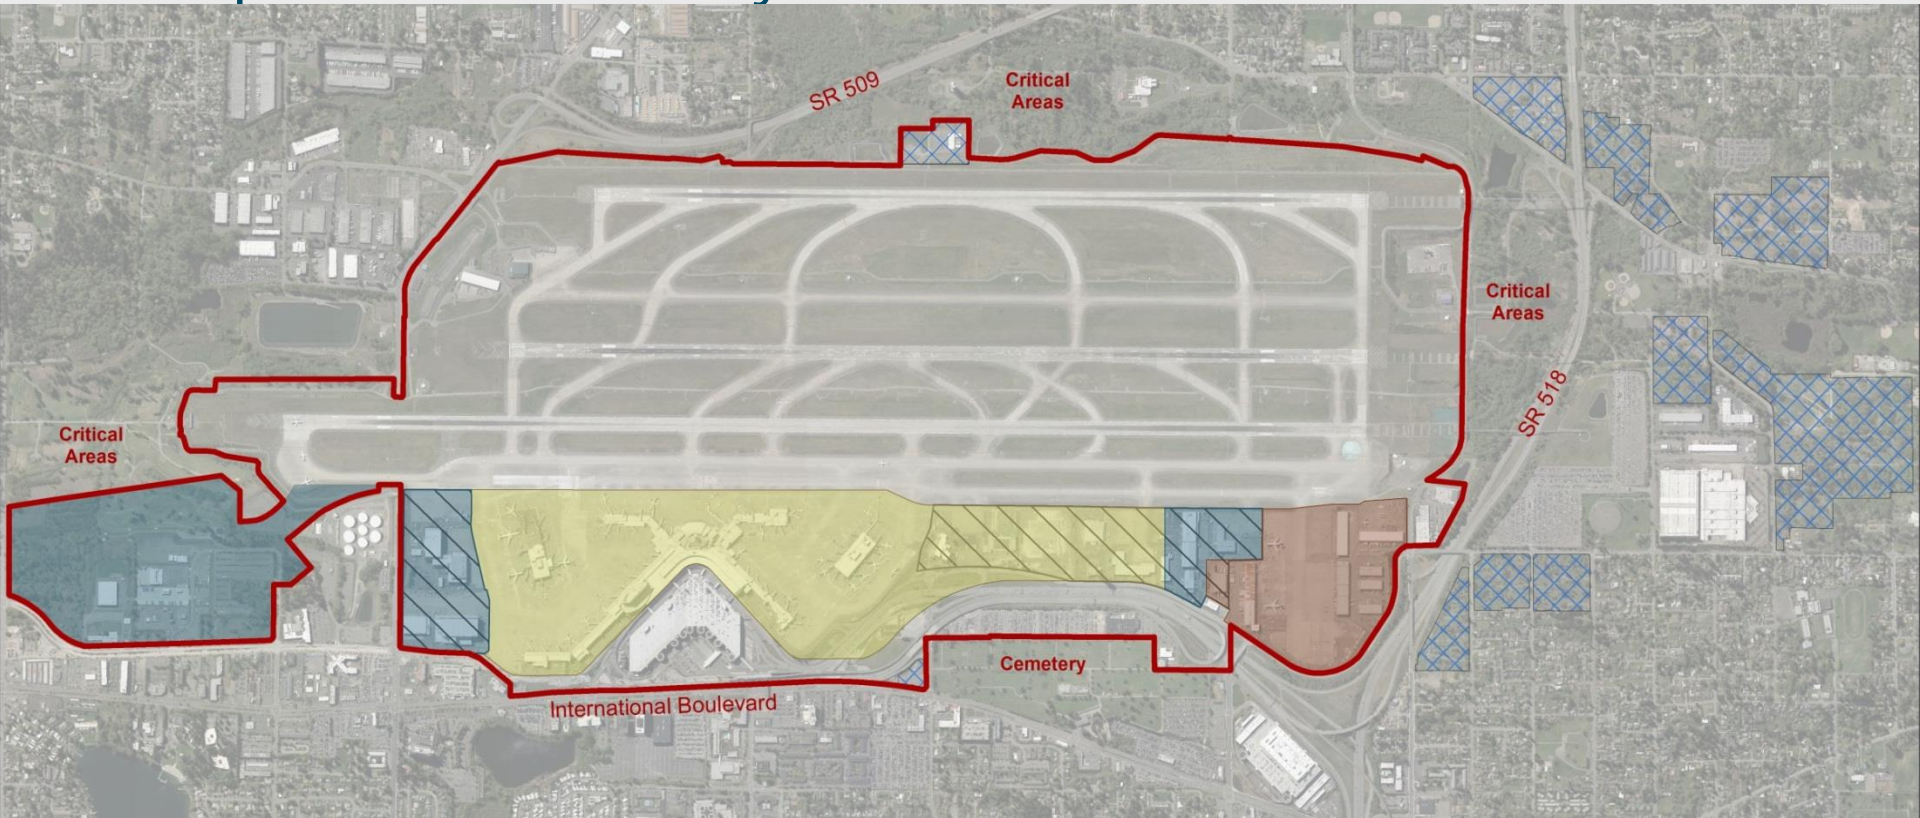 SR 509
Critical
Areas
Critical
Areas
SR 518
Critical
Areas
Cemetery
International Boulevard